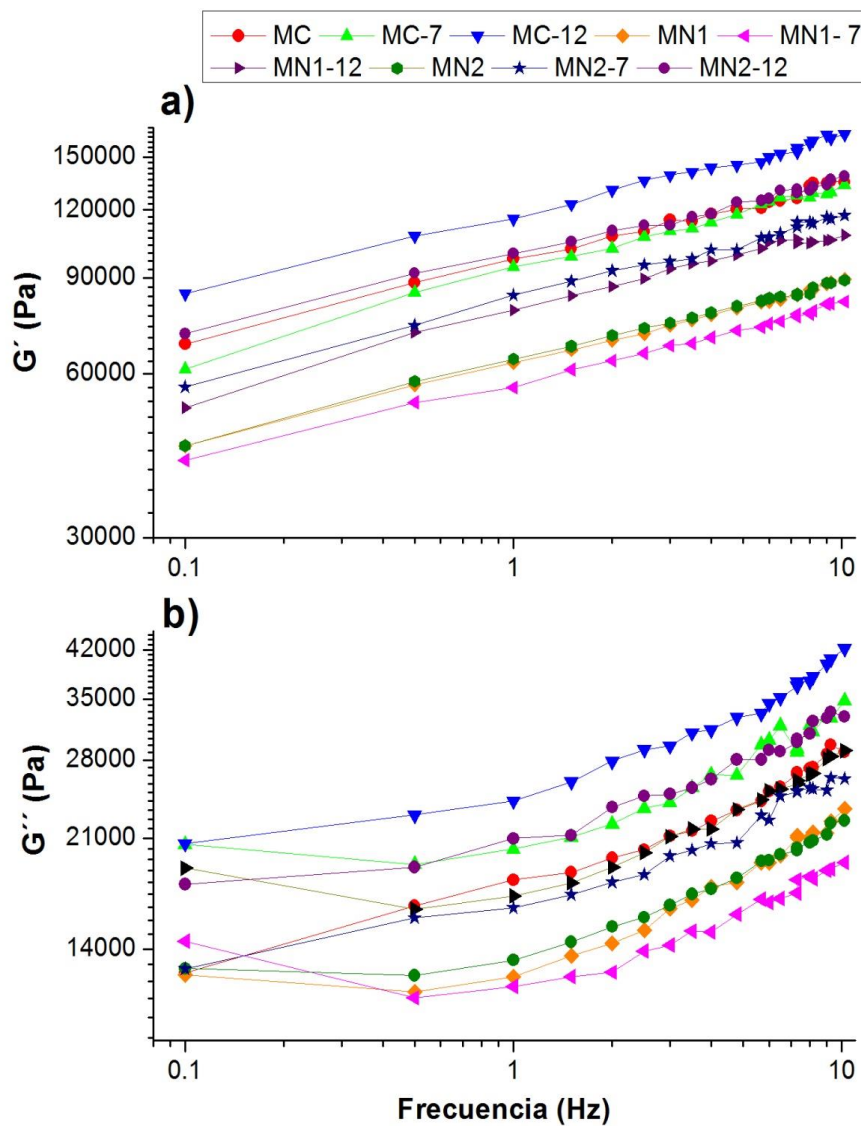 MC MC-7 MC-12 MN1 MN1- 7
MN1-12 MN2 MN2-7 MN2-12
a)
150000
120000
90000
60000
30000
G´ (Pa)
0.1 1 10
b)
42000
35000
28000
21000
14000
G´´ (Pa)
0.1 1 10
Frecuencia (Hz)